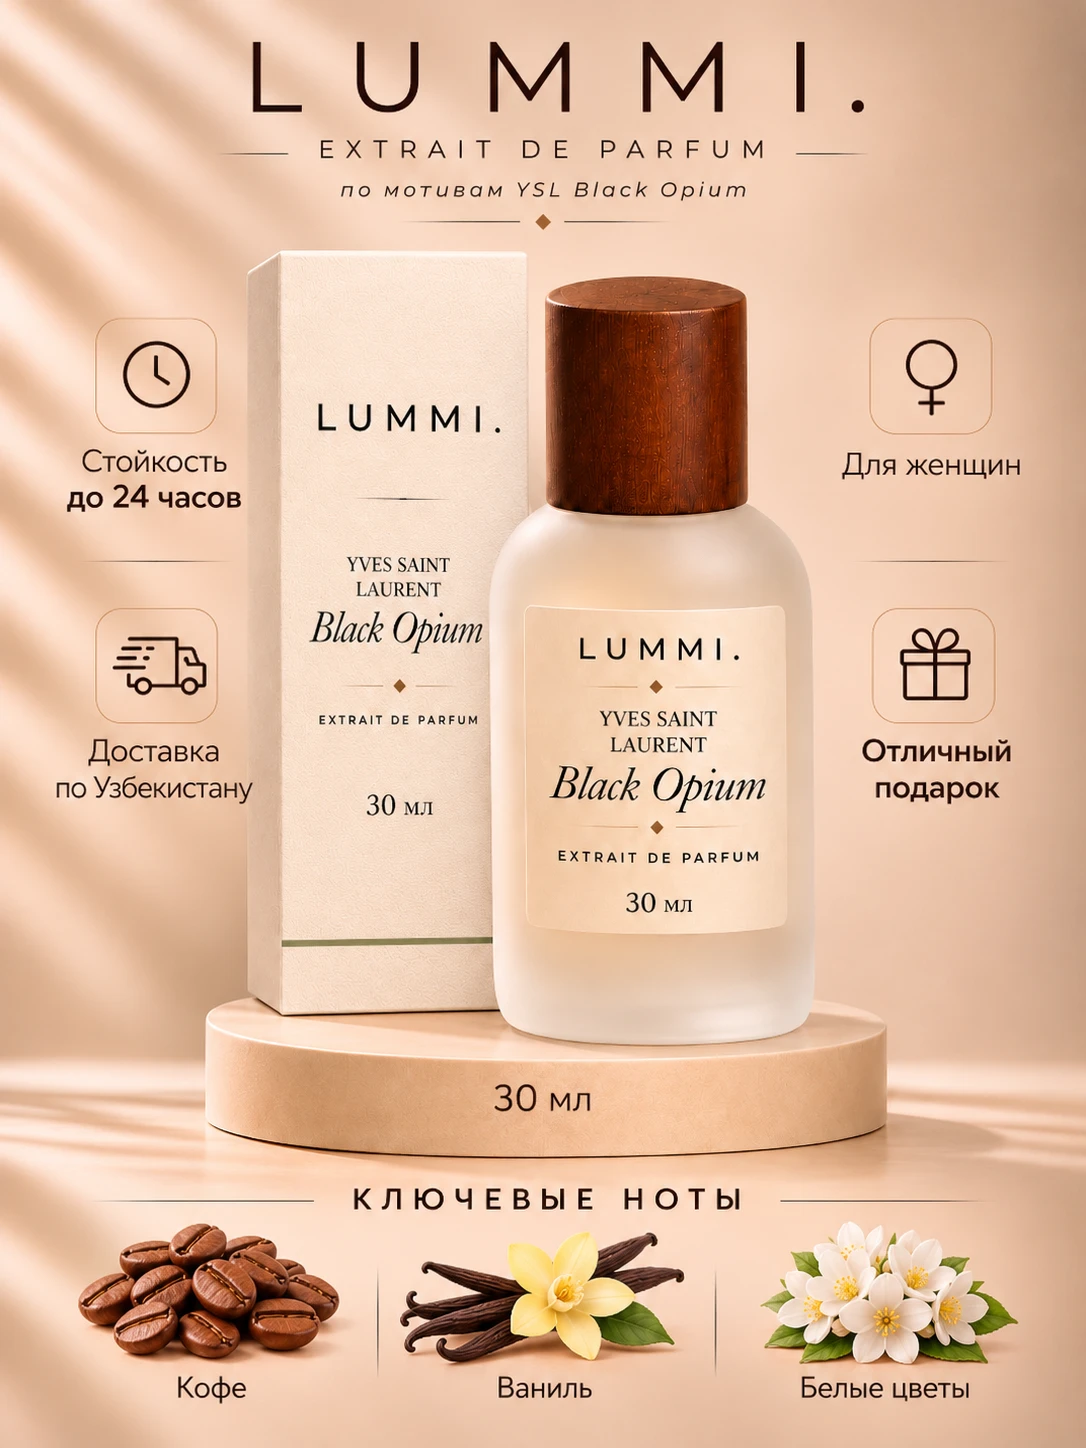 LUMMI.
EXTRAIT DE PARFUM
по мотивам YSL Black Opium
LUMMI.
YVES SAINT
LAURENT
Black Opium
EXTRAIT DE PARFUM
30 мл
LUMMI.
YVES SAINT
LAURENT
Black Opium
EXTRAIT DE PARFUM
30 мл
Стойкость
до 24 часов
Для женщин
Доставка
по Узбекистану
Отличный
подарок
30 мл
КЛЮЧЕВЫЕ НОТЫ
Кофе
Ваниль
Белые цветы